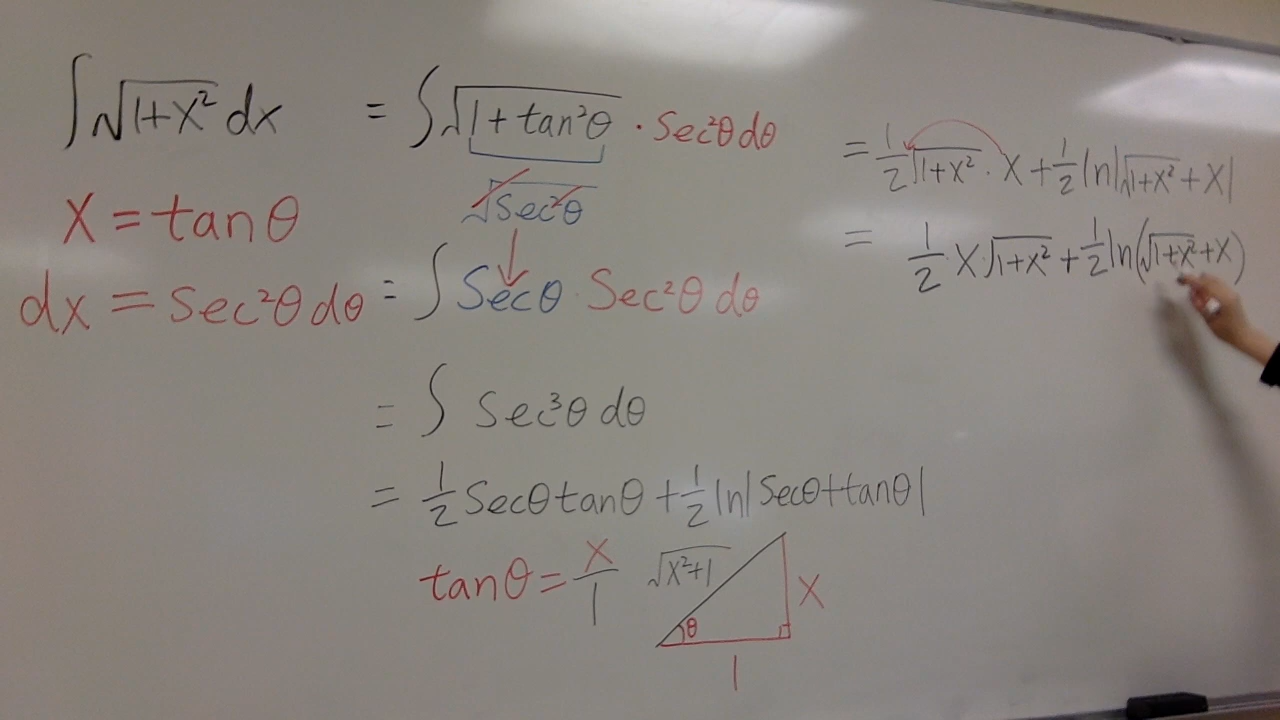 ∫√(1+x²) dx = ∫√(1+tan²θ) · sec²θ dθ
√sec²θ
x = tanθ
dx = sec²θ dθ
= ∫ secθ · sec²θ dθ
= ∫ sec³θ dθ
= 1/2 secθ tanθ + 1/2 ln|secθ+tanθ|
tanθ = x/1
√(x²+1)
x
θ
1
= 1/2 √(1+x²) · x + 1/2 ln|√(1+x²) + x|
= 1/2 x√(1+x²) + 1/2 ln(√(1+x²)+x)